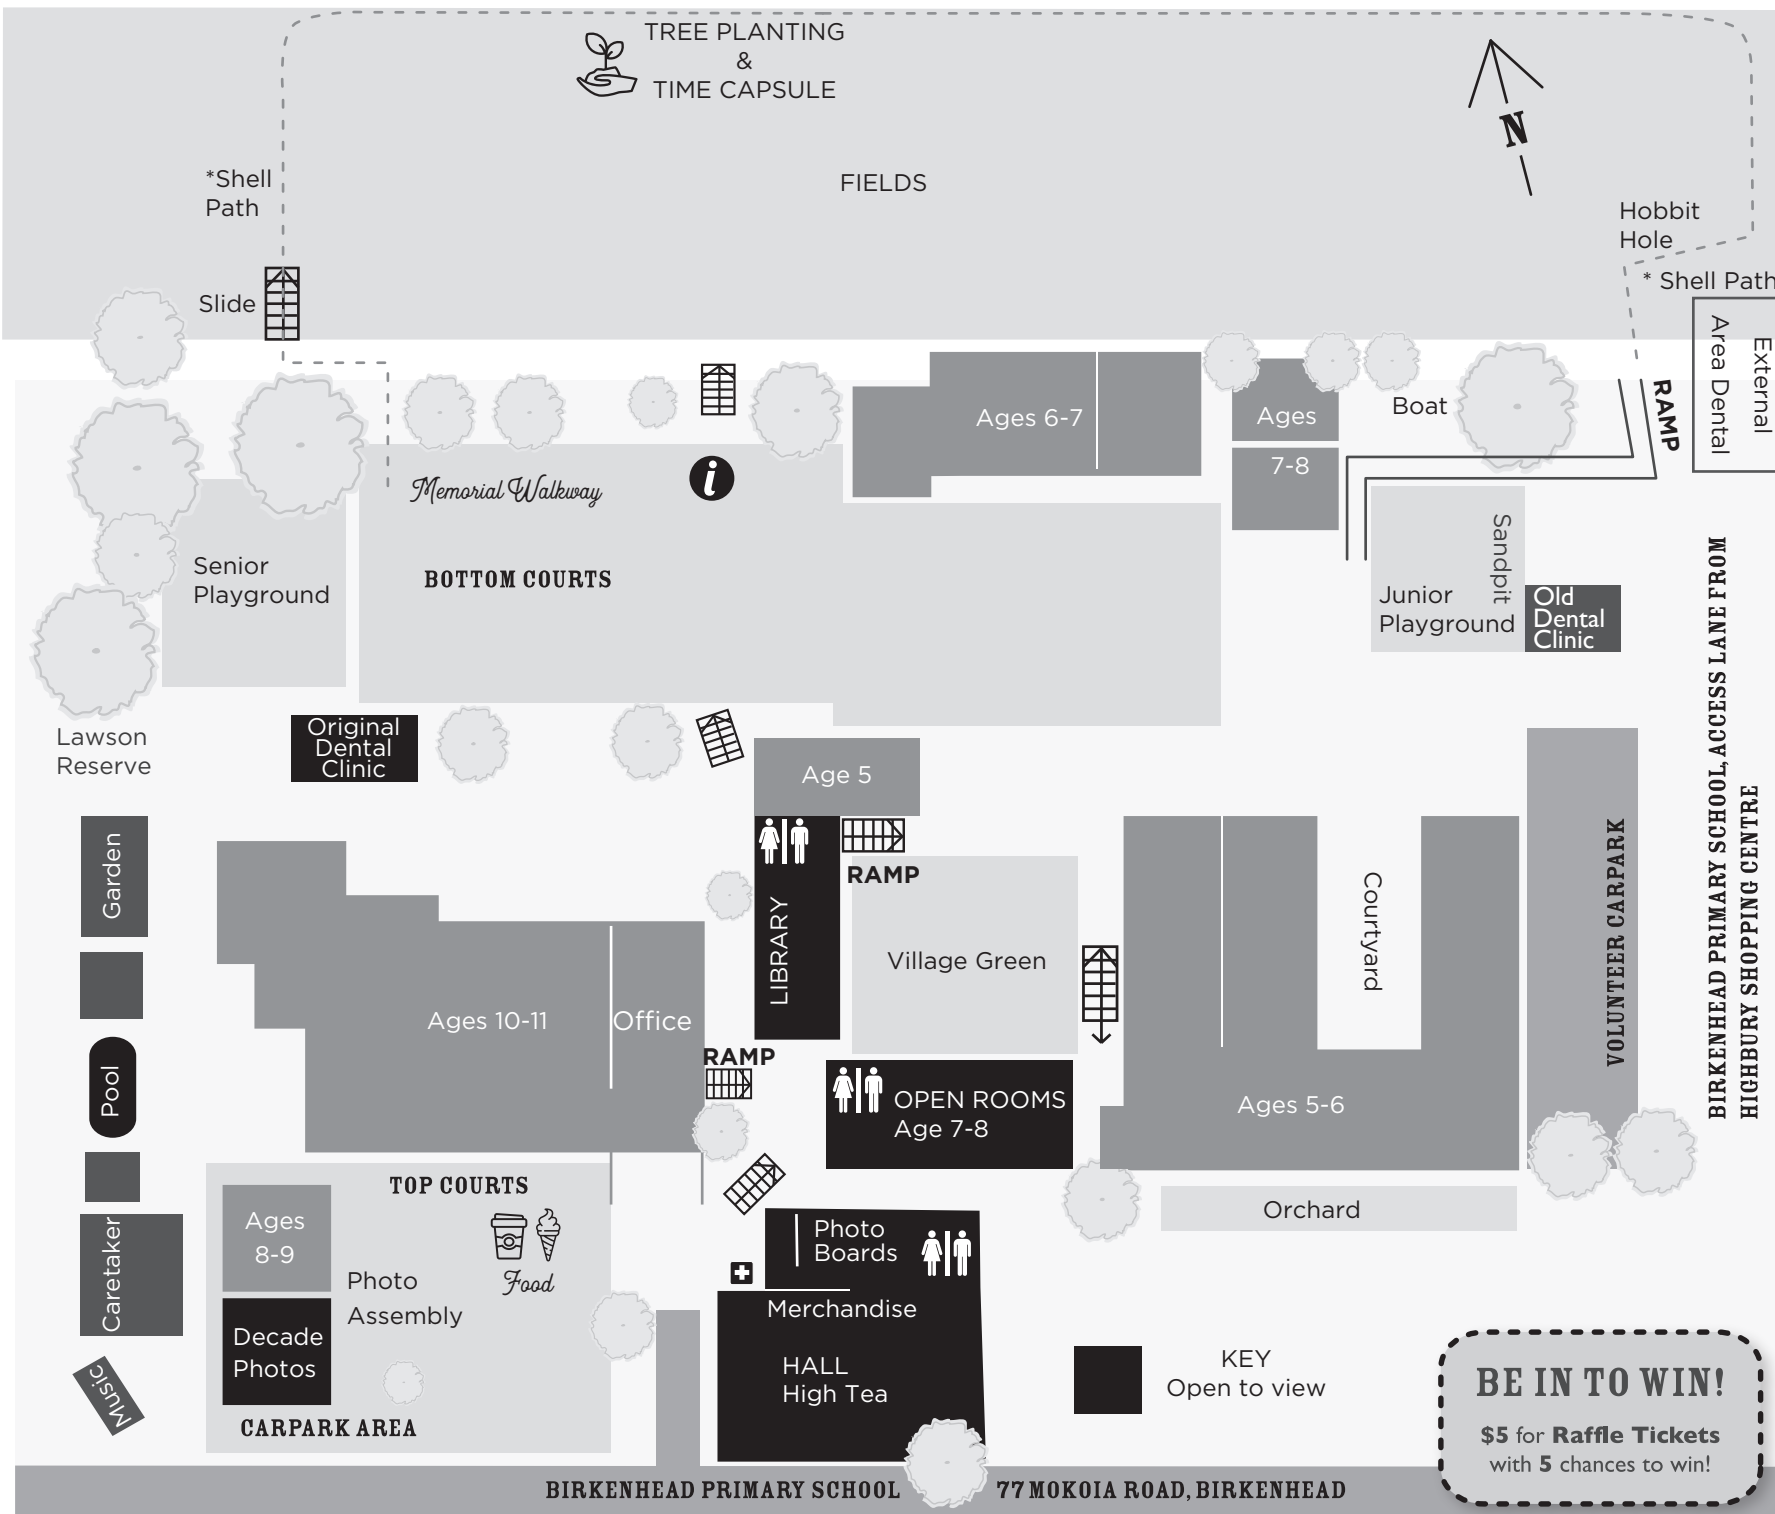 TREE PLANTING
&
TIME CAPSULE
N
FIELDS
*Shell
Path
Hobbit
Hole
* Shell Path
Slide
External
Area Dental
RAMP
Ages 6-7
Ages
7-8
Boat
Memorial Walkway
i
BOTTOM COURTS
Senior
Playground
Sandpit
Junior
Playground
Old
Dental
Clinic
BIRKENHEAD PRIMARY SCHOOL, ACCESS LANE FROM
HIGHBURY SHOPPING CENTRE
Lawson
Reserve
Original
Dental
Clinic
Age 5
RAMP
LIBRARY
Village Green
Courtyard
VOLUNTEER CARPARK
Garden
Ages 10-11
Office
RAMP
Pool
OPEN ROOMS
Age 7-8
Ages 5-6
TOP COURTS
Orchard
Ages
8-9
Food
Photo
Assembly
Photo
Boards
Caretaker
Merchandise
Decade
Photos
HALL
High Tea
KEY
Open to view
Music
CARPARK AREA
BE IN TO WIN!
$5 for Raffle Tickets
with 5 chances to win!
BIRKENHEAD PRIMARY SCHOOL
77 MOKOIA ROAD, BIRKENHEAD